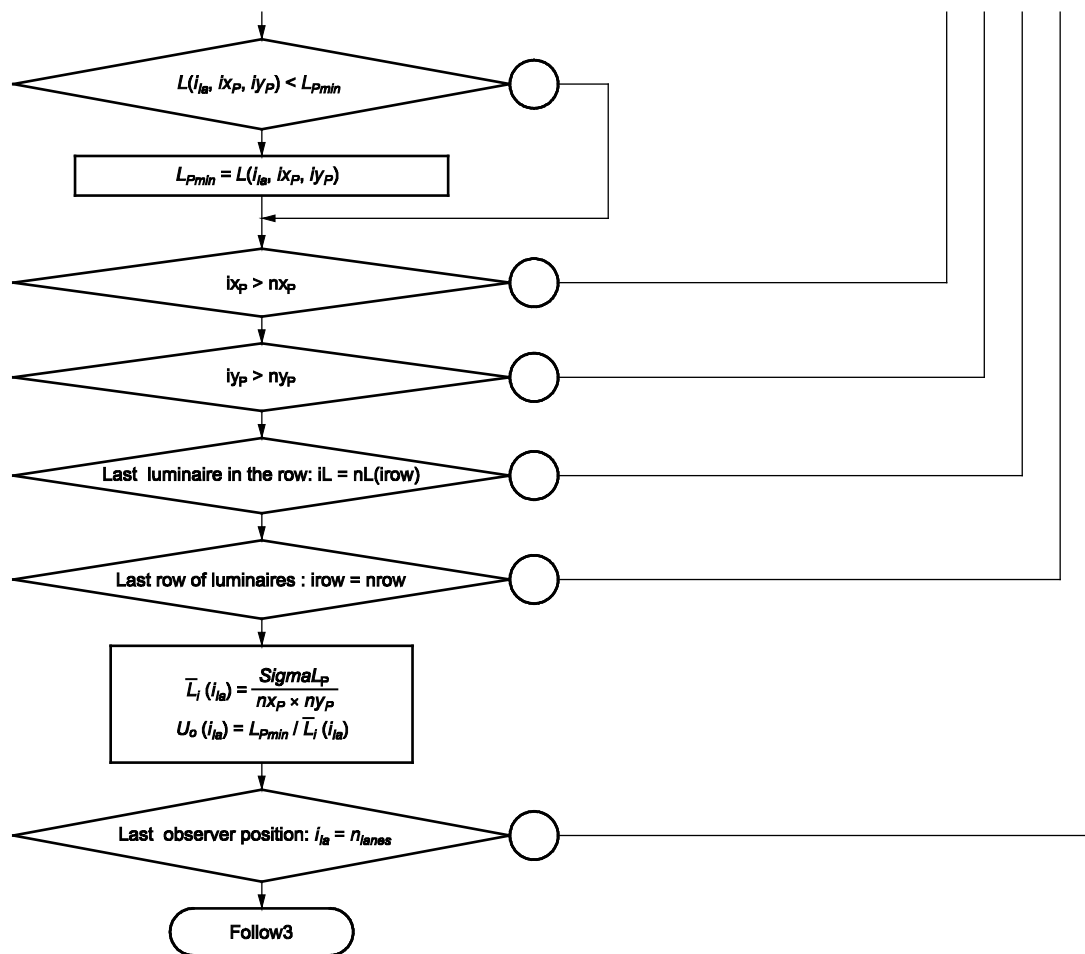 L(i_la, ix_P, iy_P) < L_Pmin
L_Pmin = L(i_la, ix_P, iy_P)
ix_P > nx_P
iy_P > ny_P
Last luminaire in the row: iL = nL(irow)
Last row of luminaires : irow = nrow
L̅_i (i_la) = SigmaL_P / nx_P × ny_P
U_o (i_la) = L_Pmin / L̅_i (i_la)
Last observer position: i_la = n_lanes
Follow3